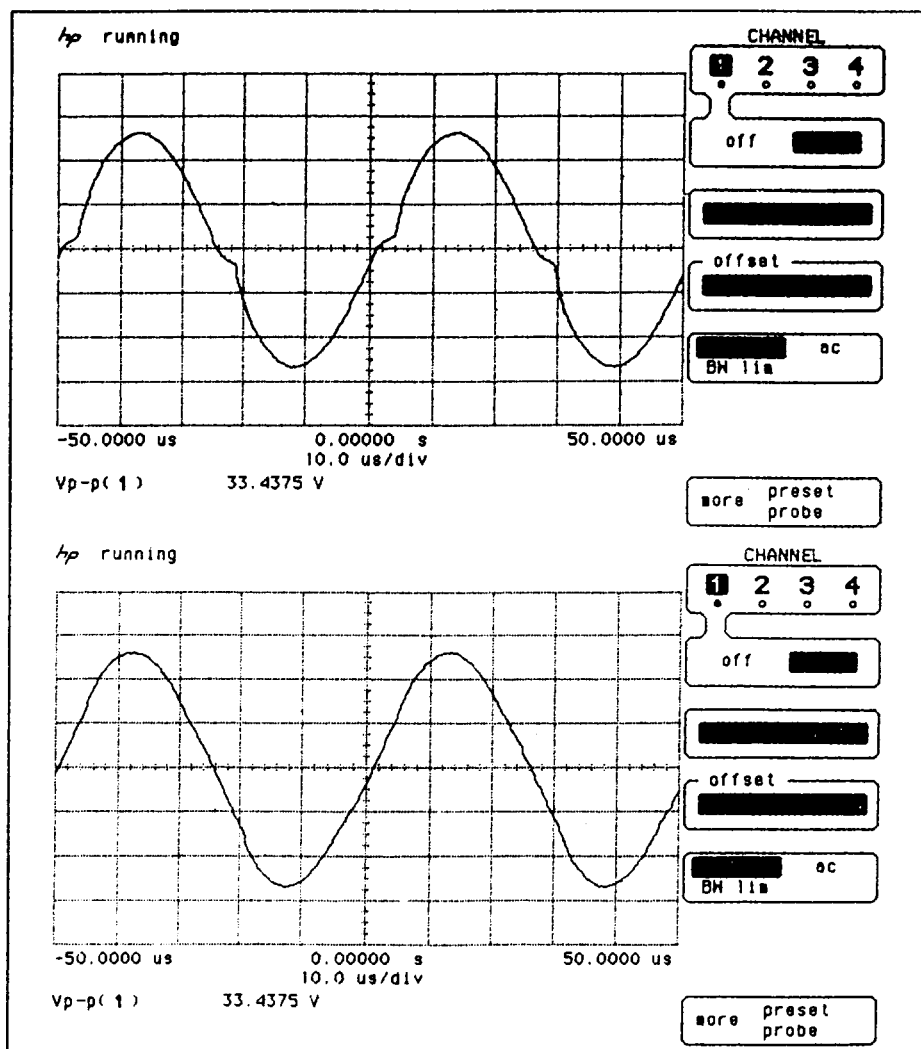 hp running
CHANNEL
1 2 3 4
off
offset
ac
BW lim
-50.0000 us 0.00000 s 50.0000 us
10.0 us/div
Vp-p( 1 ) 33.4375 V
more preset
probe
hp running
CHANNEL
1 2 3 4
off
offset
ac
BW lim
-50.0000 us 0.00000 s 50.0000 us
10.0 us/div
Vp-p( 1 ) 33.4375 V
more preset
probe